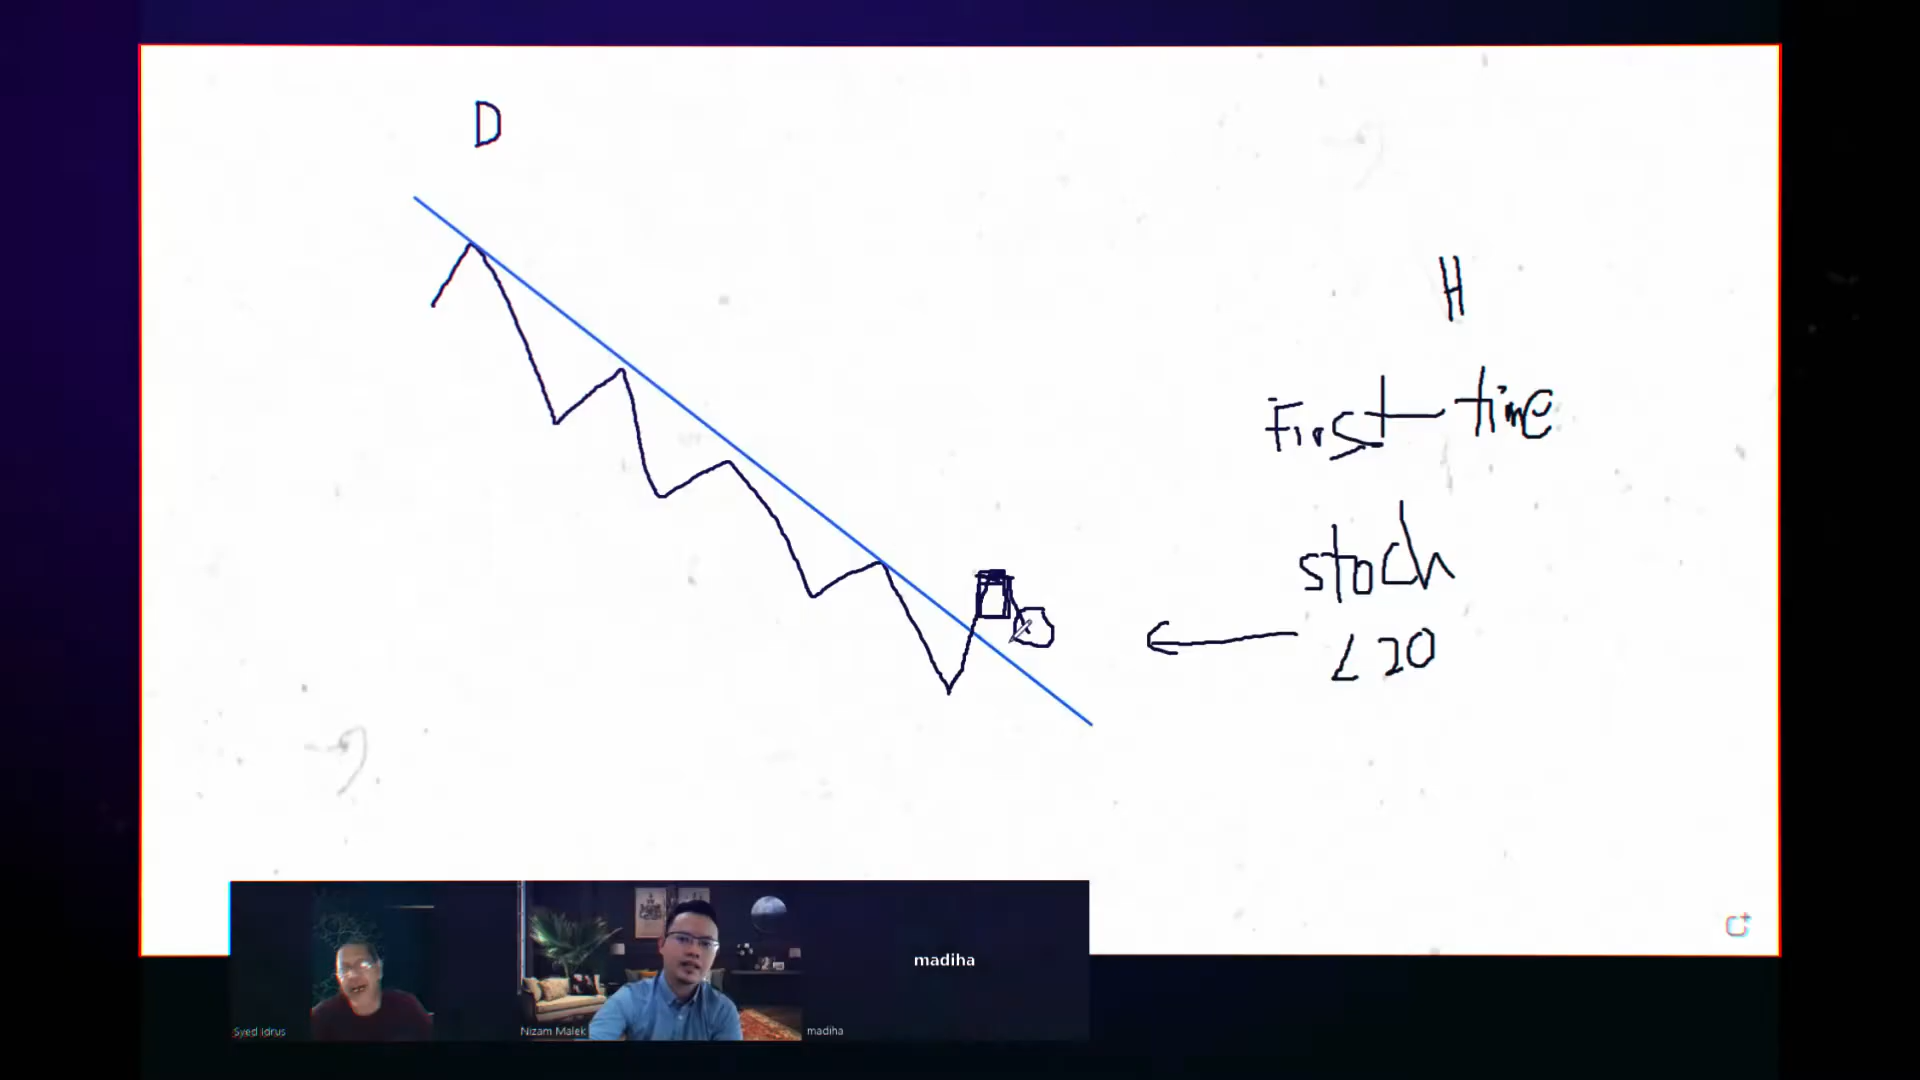 D
H
First time
stoch
< 20
madiha
Syed Idrus
Nizam Malek
madiha